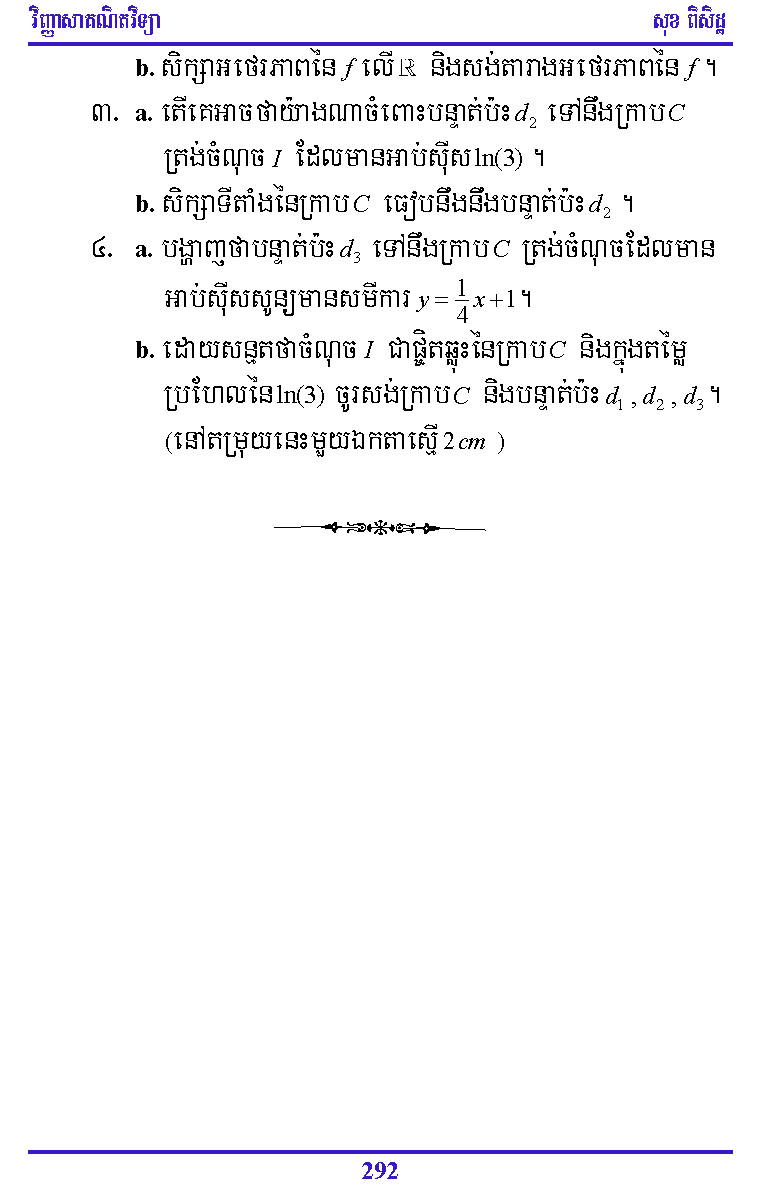 វិញ្ញាសាគណិតវិទ្យា សុខ ពិសិដ្ឋ
b. សិក្សាអថេរភាពនៃ f លើ ℝ និងសង់តារាងអថេរភាពនៃ f ។
៣. a. តើគេអាចថាយ៉ាងណាចំពោះបន្ទាត់ប៉ះ d₂ ទៅនឹងក្រាប C
ត្រង់ចំណុច I ដែលមានអាប់ស៊ីស ln(3) ។
b. សិក្សាទីតាំងនៃក្រាប C ធៀបនឹងនឹងបន្ទាត់ប៉ះ d₂ ។
៤. a. បង្ហាញថាបន្ទាត់ប៉ះ d₃ ទៅនឹងក្រាប C ត្រង់ចំណុចដែលមាន
អាប់ស៊ីសសូន្យមានសមីការ y = 1/4 x + 1 ។
b. ដោយសន្មតថាចំណុច I ជាផ្ចិតឆ្លុះនៃក្រាប C និងក្នុងតម្លៃ
ប្រហែលនៃ ln(3) ចូរសង់ក្រាប C និងបន្ទាត់ប៉ះ d₁ , d₂ , d₃ ។
(នៅតម្រុយនេះមួយឯកតាស្មើ 2cm )
292